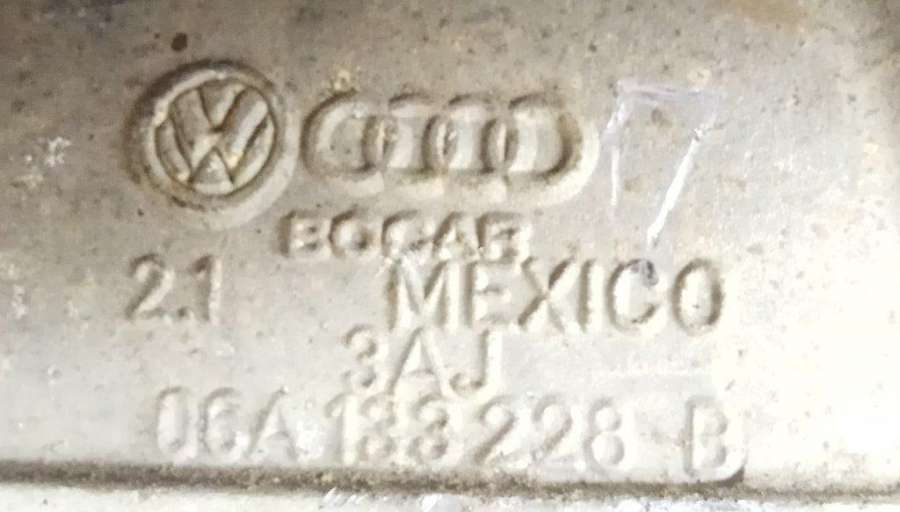 BOCAR
2.1 MEXICO
3AJ
06A.133 228 B